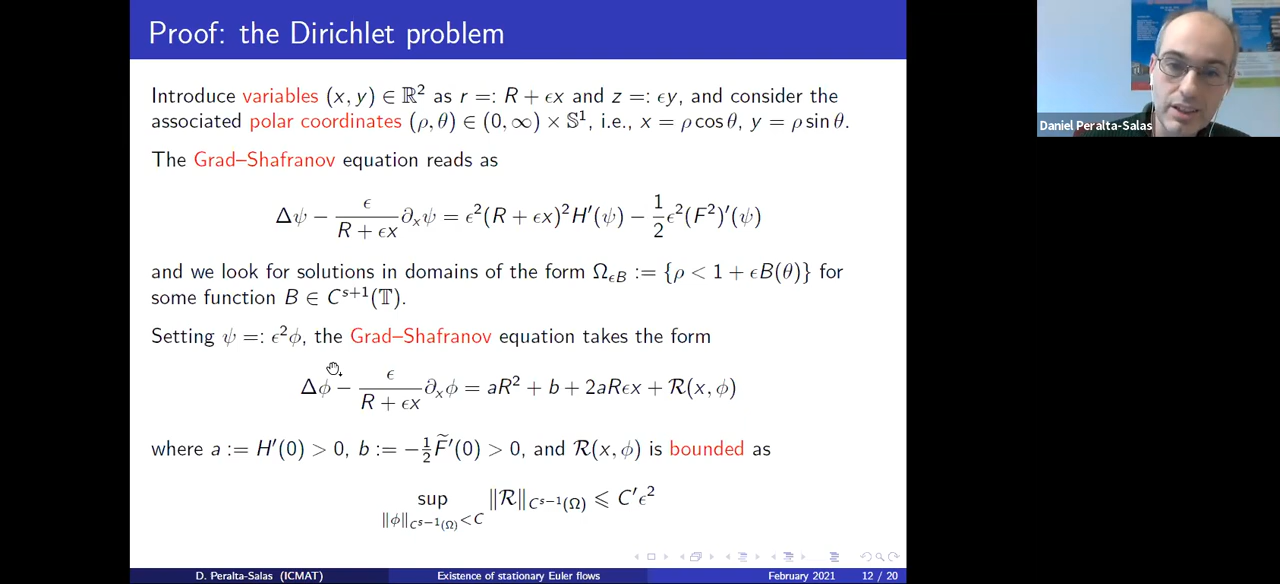 Proof: the Dirichlet problem
Introduce variables (x, y) ∈ ℝ² as r =: R + ϵx and z =: ϵy, and consider the
associated polar coordinates (ρ, θ) ∈ (0, ∞) × 𝕊¹, i.e., x = ρ cos θ, y = ρ sin θ.
The Grad–Shafranov equation reads as
Δψ − ϵ/(R + ϵx) ∂ₓψ = ϵ²(R + ϵx)²H′(ψ) − 1/2 ϵ²(F²)′(ψ)
and we look for solutions in domains of the form Ω_{ϵB} := {ρ < 1 + ϵB(θ)} for
some function B ∈ C^{s+1}(𝕋).
Setting ψ =: ϵ²ϕ, the Grad–Shafranov equation takes the form
Δϕ − ϵ/(R + ϵx) ∂ₓϕ = aR² + b + 2aRϵx + ℛ(x, ϕ)
where a := H′(0) > 0, b := −½F̃′(0) > 0, and ℛ(x, ϕ) is bounded as
sup_{‖ϕ‖_{C^{s−1}(Ω)}<C} ‖ℛ‖_{C^{s−1}(Ω)} ⩽ C′ϵ²
D. Peralta-Salas (ICMAT) Existence of stationary Euler flows February 2021 12 / 20
Daniel Peralta-Salas